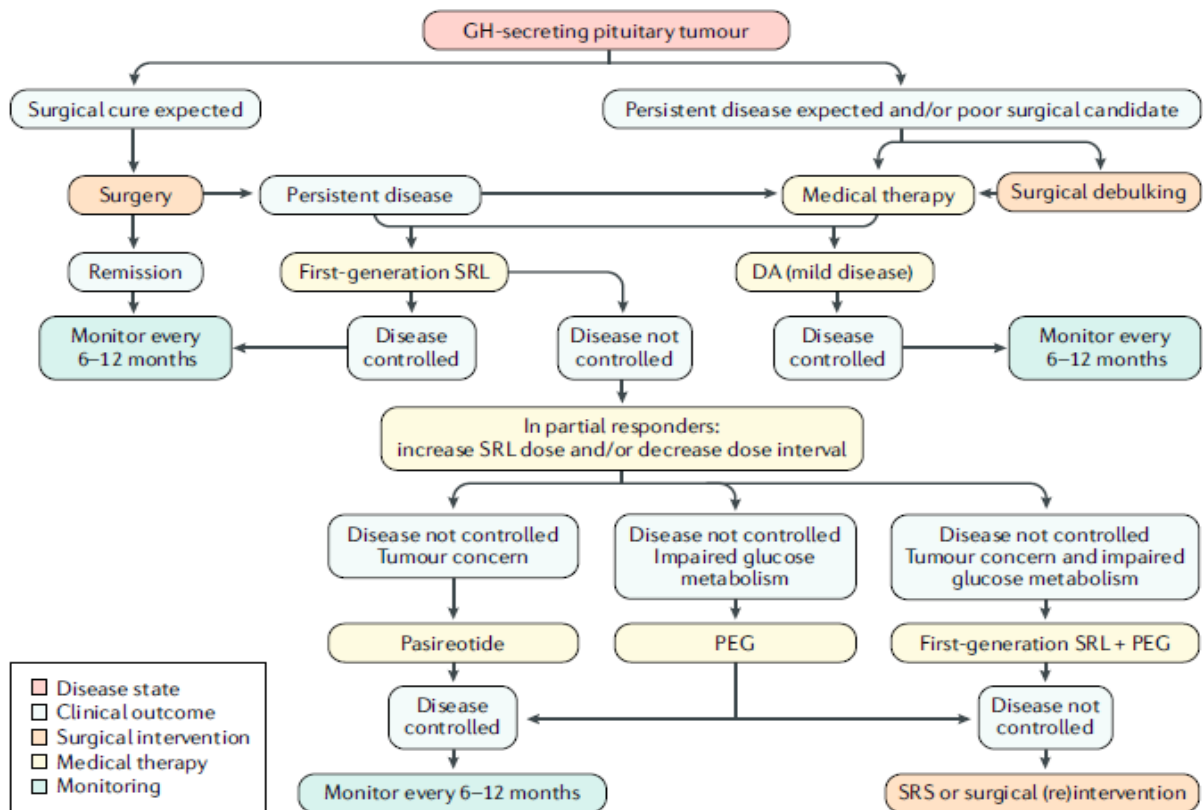 GH-secreting pituitary tumour
Surgical cure expected
Persistent disease expected and/or poor surgical candidate
Surgery
Persistent disease
Medical therapy
Surgical debulking
Remission
First-generation SRL
DA (mild disease)
Monitor every
6–12 months
Disease
controlled
Disease not
controlled
Disease
controlled
Monitor every
6–12 months
In partial responders:
increase SRL dose and/or decrease dose interval
Disease not controlled
Tumour concern
Disease not controlled
Impaired glucose
metabolism
Disease not controlled
Tumour concern and impaired
glucose metabolism
Pasireotide
PEG
First-generation SRL + PEG
Disease
controlled
Disease not
controlled
Monitor every 6–12 months
SRS or surgical (re)intervention
Disease state
Clinical outcome
Surgical intervention
Medical therapy
Monitoring